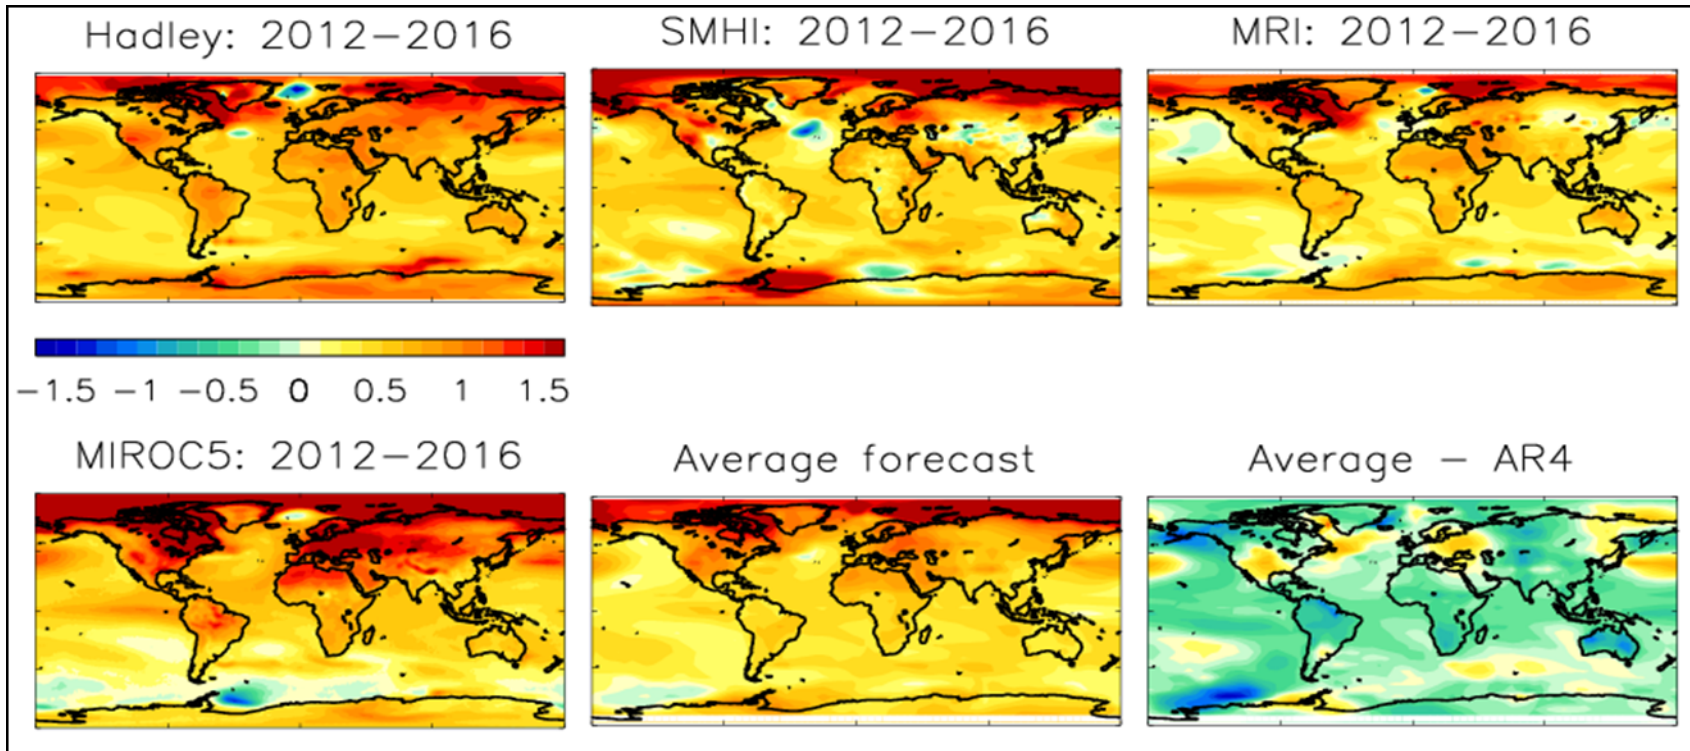 Hadley: 2012−2016
SMHI: 2012−2016
MRI: 2012−2016
−1.5 −1 −0.5 0 0.5 1 1.5
MIROC5: 2012−2016
Average forecast
Average − AR4